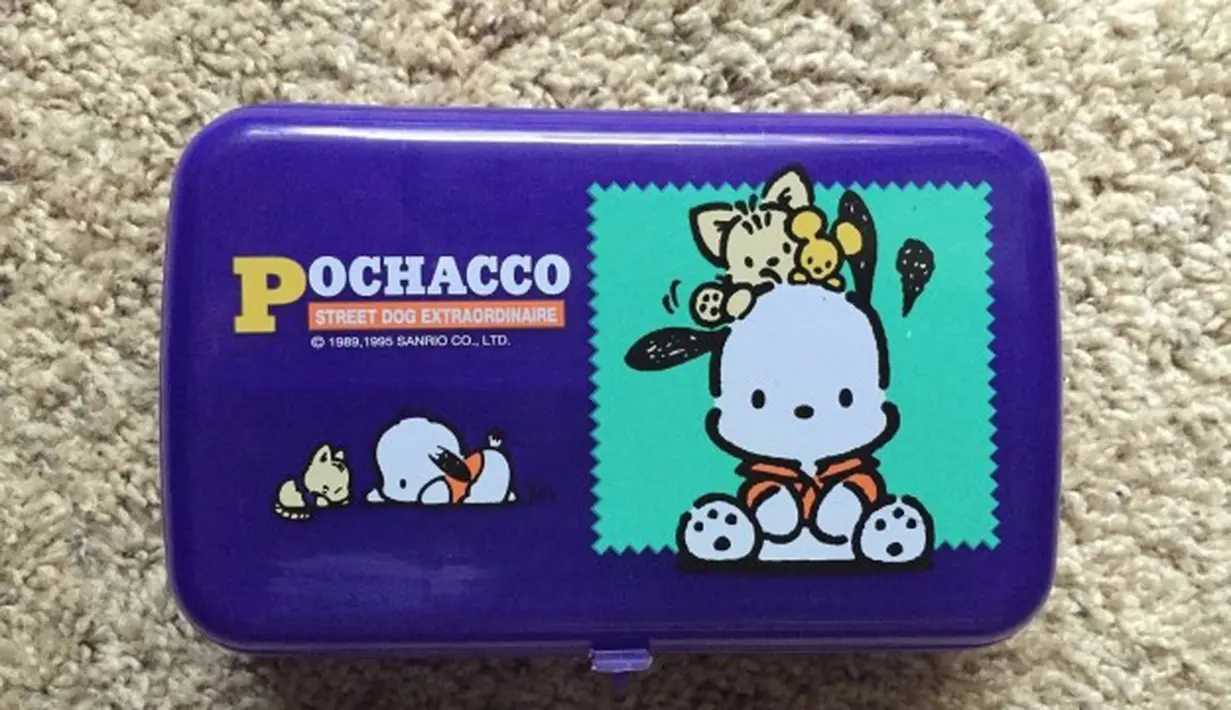 POCHACCO
STREET DOG EXTRAORDINAIRE
© 1989,1995 SANRIO CO., LTD.